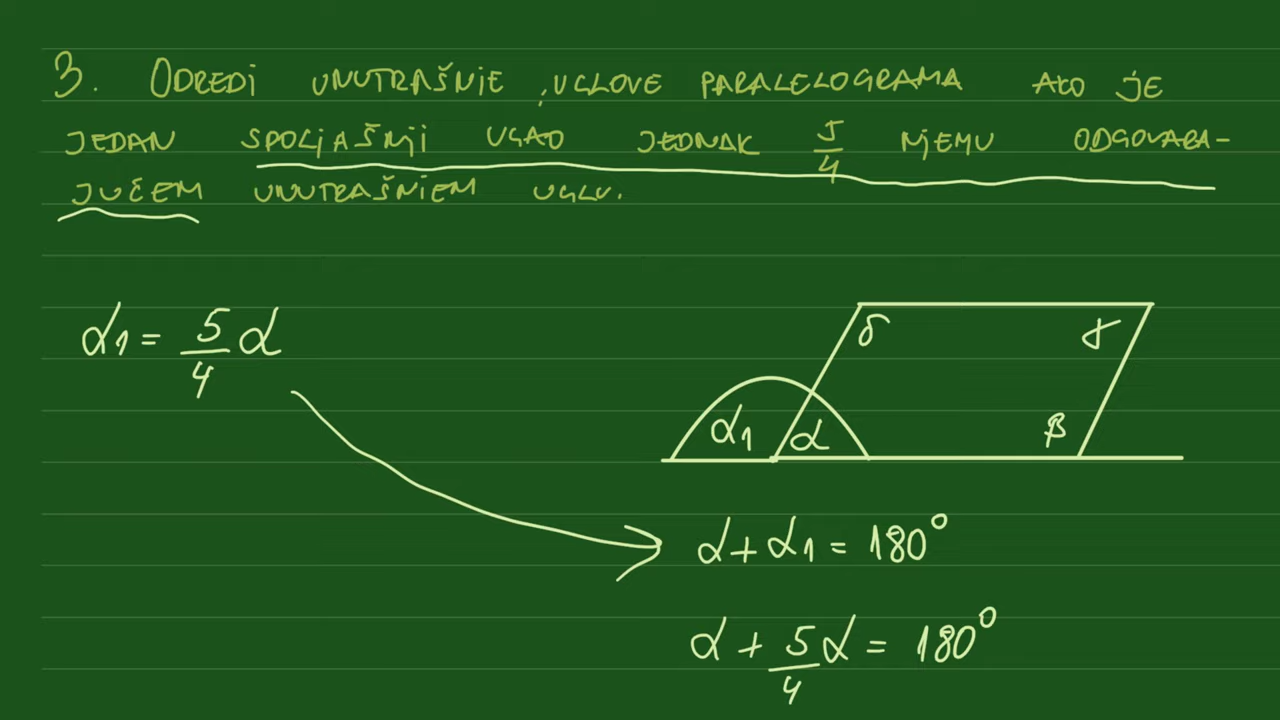 3. ODREDI UNUTRAŠNJE UGLOVE PARALELOGRAMA AKO JE
JEDAN SPOLJAŠNJI UGAO JEDNAK 5/4 NJEMU ODGOVARA-
JUĆEM UNUTRAŠNJEM UGLU.
α1 = 5/4 α
δ γ
α1 α β
α + α1 = 180°
α + 5/4 α = 180°